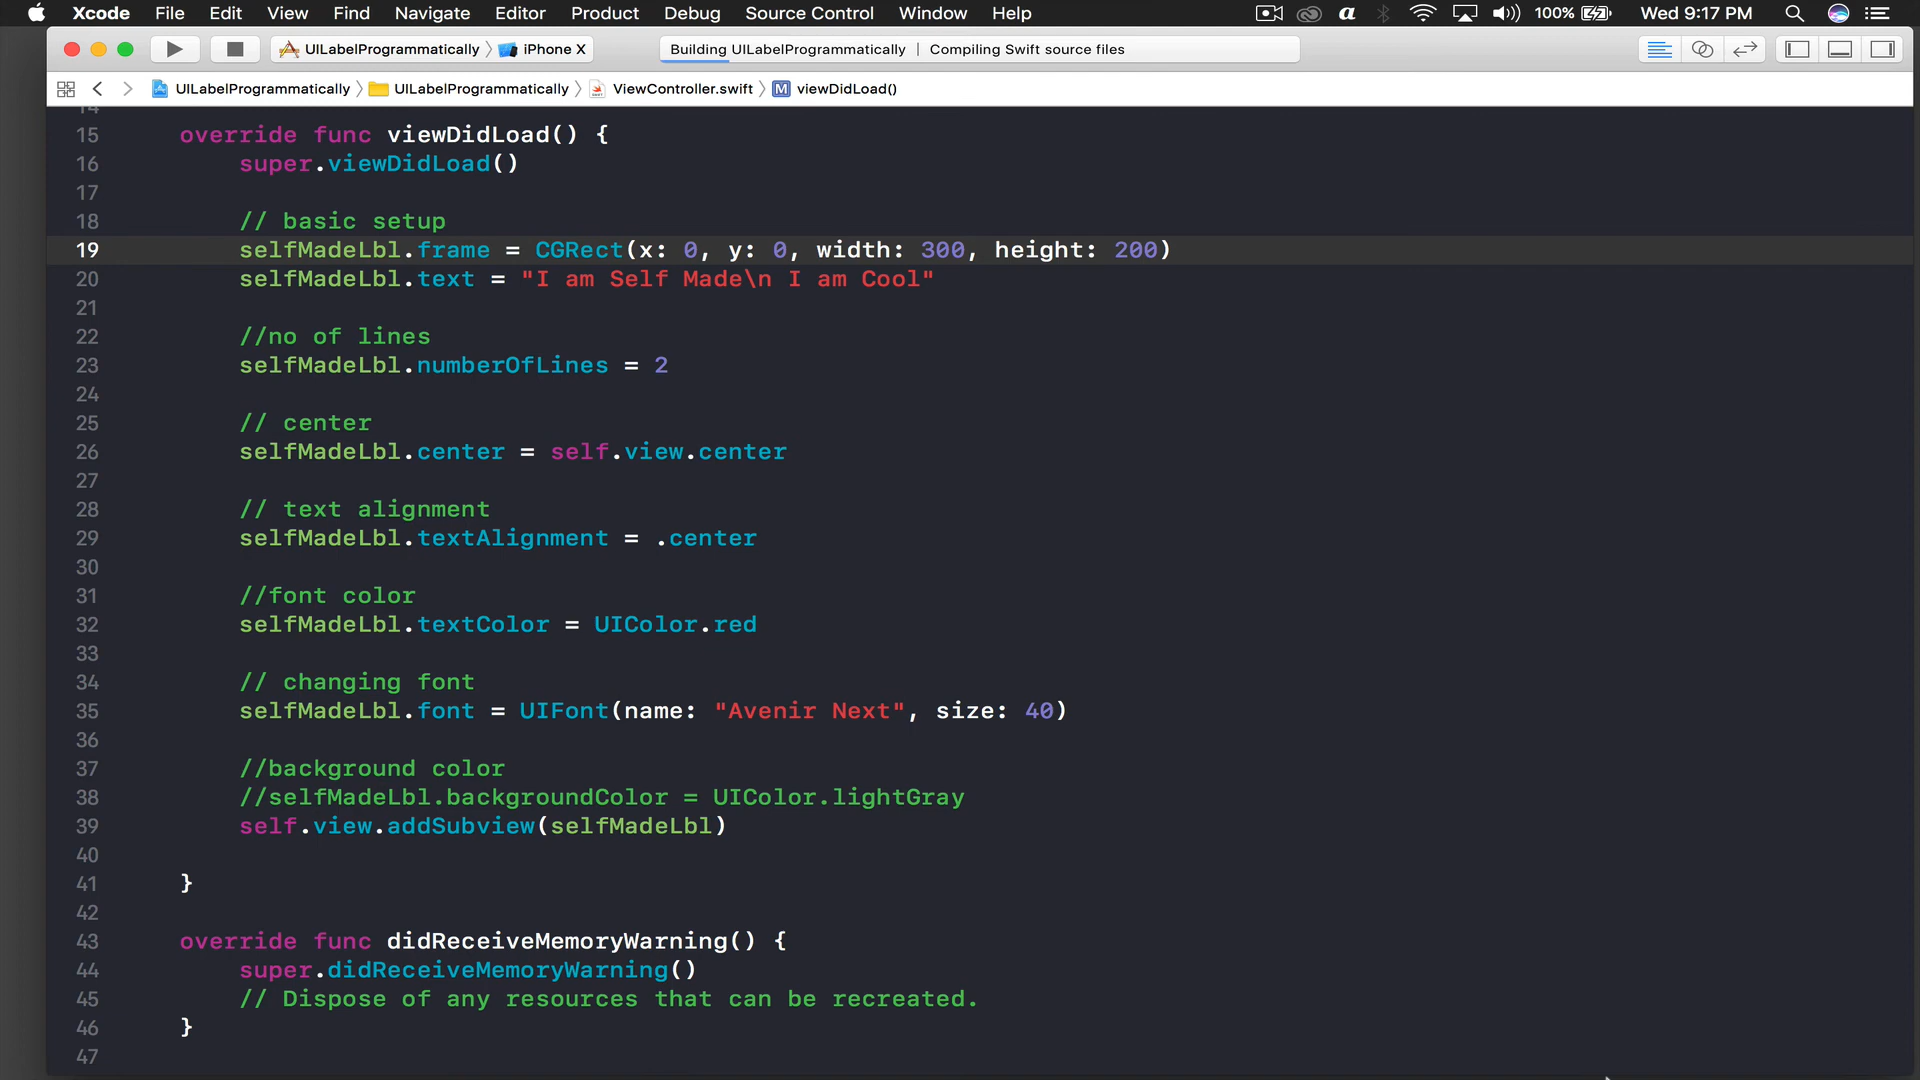 Xcode File Edit View Find Navigate Editor Product Debug Source Control Window Help 100% Wed 9:17 PM
UILabelProgrammatically iPhone X Building UILabelProgrammatically | Compiling Swift source files
UILabelProgrammatically UILabelProgrammatically ViewController.swift M viewDidLoad()
14
15 override func viewDidLoad() {
16 super.viewDidLoad()
17
18 // basic setup
19 selfMadeLbl.frame = CGRect(x: 0, y: 0, width: 300, height: 200)
20 selfMadeLbl.text = "I am Self Made\n I am Cool"
21
22 //no of lines
23 selfMadeLbl.numberOfLines = 2
24
25 // center
26 selfMadeLbl.center = self.view.center
27
28 // text alignment
29 selfMadeLbl.textAlignment = .center
30
31 //font color
32 selfMadeLbl.textColor = UIColor.red
33
34 // changing font
35 selfMadeLbl.font = UIFont(name: "Avenir Next", size: 40)
36
37 //background color
38 //selfMadeLbl.backgroundColor = UIColor.lightGray
39 self.view.addSubview(selfMadeLbl)
40
41 }
42
43 override func didReceiveMemoryWarning() {
44 super.didReceiveMemoryWarning()
45 // Dispose of any resources that can be recreated.
46 }
47